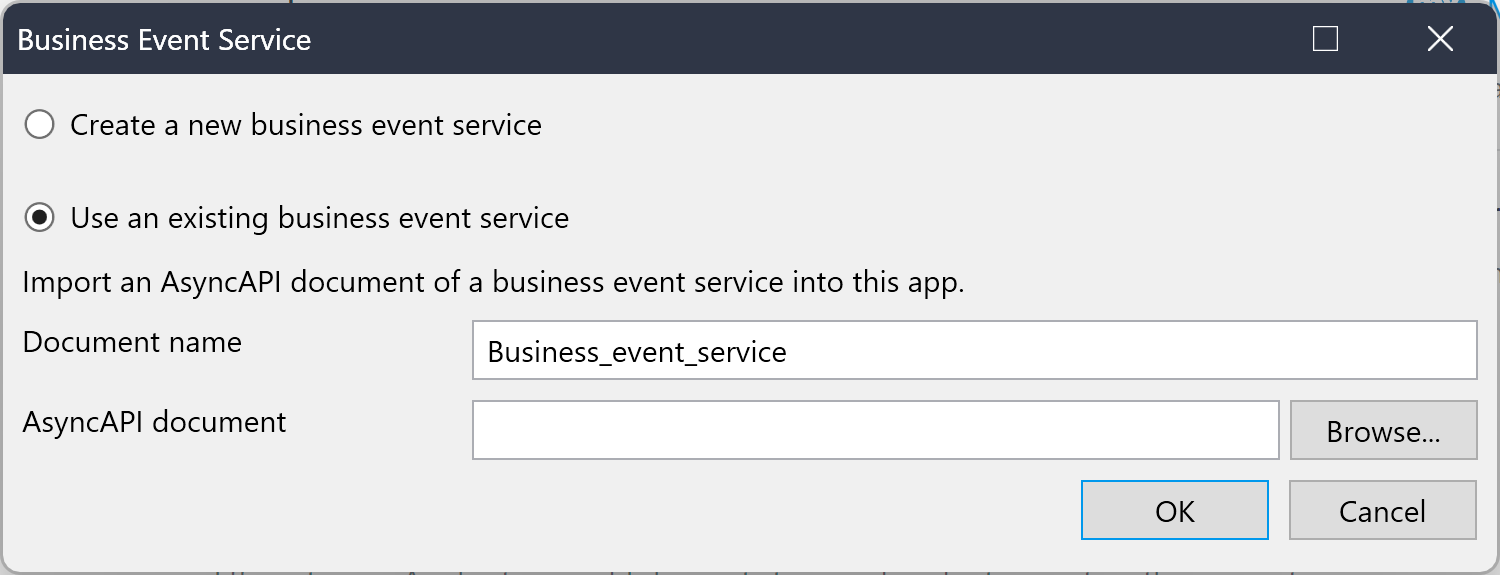 Business Event Service
Create a new business event service
Use an existing business event service
Import an AsyncAPI document of a business event service into this app.
Document name
Business_event_service
AsyncAPI document
Browse...
OK
Cancel